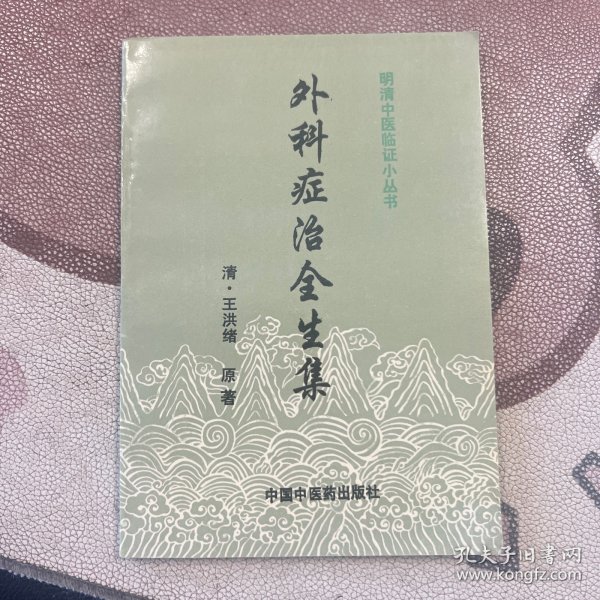 明清中医临证小丛书
外科症治全生集
清·王洪绪 原著
中国中医药出版社
孔夫子旧书网
www.kongfz.com